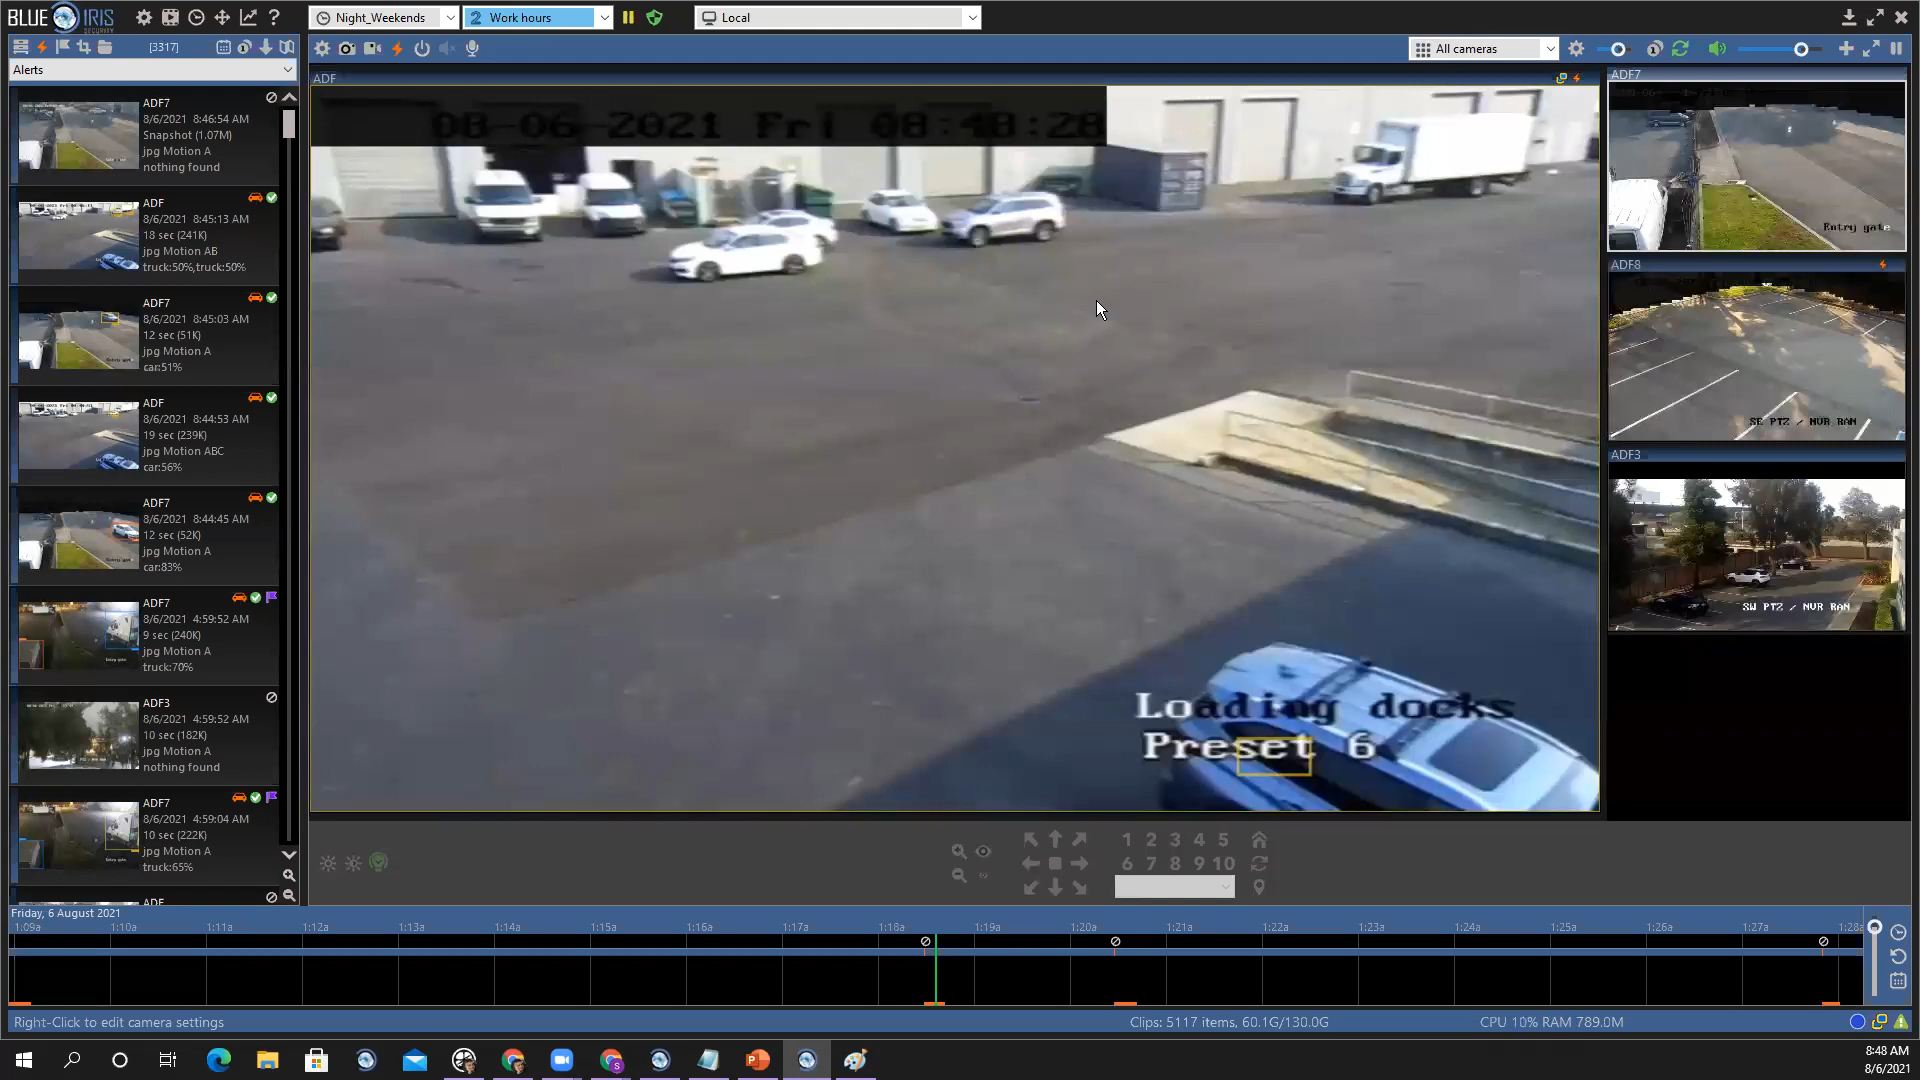 BLUE IRIS
SECURITY
Night_Weekends
2 Work hours
Local
[3317]
All cameras
Alerts
ADF7
8/6/2021 8:46:54 AM
Snapshot (1.07M)
jpg Motion A
nothing found
ADF
8/6/2021 8:45:13 AM
18 sec (241K)
jpg Motion AB
truck:50%,truck:50%
ADF7
8/6/2021 8:45:03 AM
12 sec (51K)
jpg Motion A
car:51%
ADF
8/6/2021 8:44:53 AM
19 sec (239K)
jpg Motion ABC
car:56%
ADF7
8/6/2021 8:44:45 AM
12 sec (52K)
jpg Motion A
car:83%
ADF7
8/6/2021 4:59:52 AM
9 sec (240K)
jpg Motion A
truck:70%
ADF3
8/6/2021 4:59:52 AM
10 sec (182K)
jpg Motion A
nothing found
ADF7
8/6/2021 4:59:04 AM
10 sec (222K)
jpg Motion A
truck:65%
ADF
ADF
08-06-2021 Fri 08:48:28
Loading docks
Preset 6
ADF7
Entry gate
ADF8
SE PTZ / NVR RAN
ADF3
SW PTZ / NVR RAN
1 2 3 4 5
6 7 8 9 10
Friday, 6 August 2021
1:09a 1:10a 1:11a 1:12a 1:13a 1:14a 1:15a 1:16a 1:17a 1:18a 1:19a 1:20a 1:21a 1:22a 1:23a 1:24a 1:25a 1:26a 1:27a 1:28a
Right-Click to edit camera settings
Clips: 5117 items, 60.1G/130.0G
CPU 10% RAM 789.0M
8:48 AM
8/6/2021